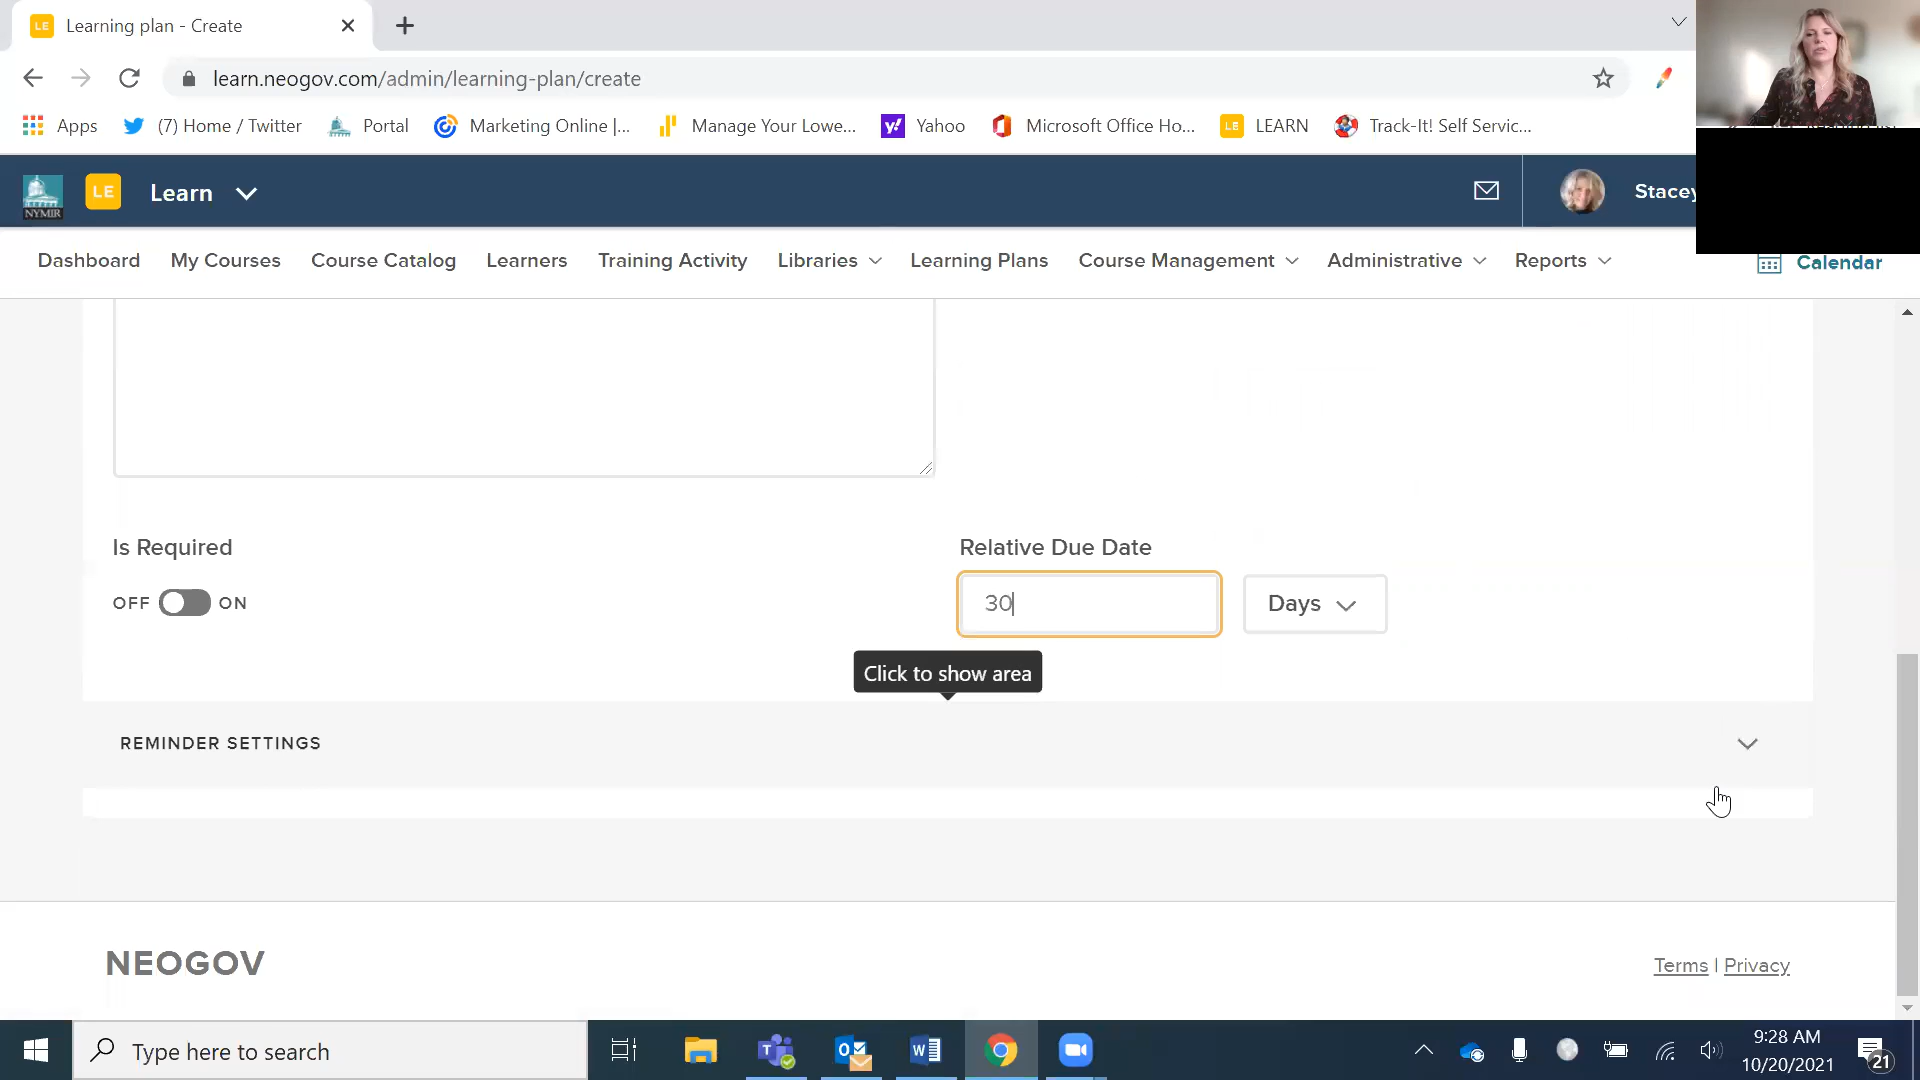 LE Learning plan - Create
learn.neogov.com/admin/learning-plan/create
Apps (7) Home / Twitter Portal Marketing Online |... Manage Your Lowe... Yahoo Microsoft Office Ho... LE LEARN Track-It! Self Servic...
NYMIR LE Learn Stacey
Dashboard My Courses Course Catalog Learners Training Activity Libraries Learning Plans Course Management Administrative Reports Calendar
Is Required Relative Due Date
OFF ON 30 Days
Click to show area
REMINDER SETTINGS
NEOGOV Terms | Privacy
Type here to search
9:28 AM
10/20/2021
21